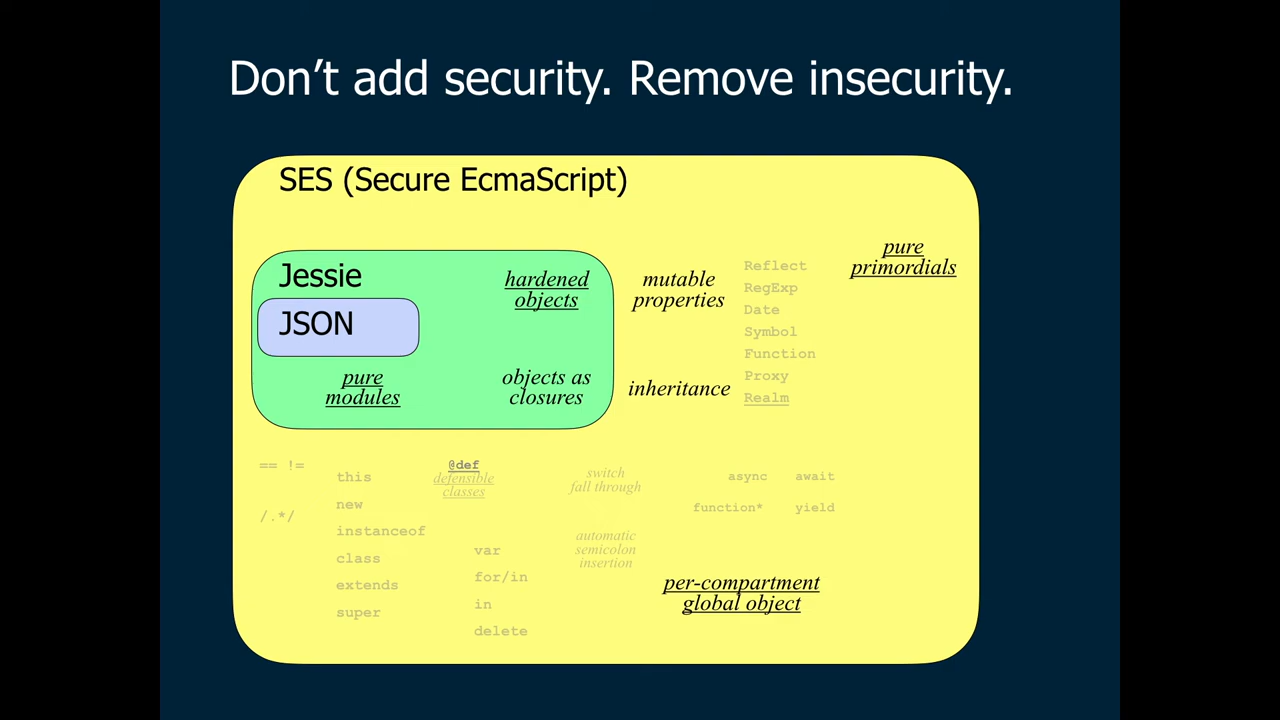 Don't add security. Remove insecurity.
SES (Secure EcmaScript)
Jessie
JSON
hardened
objects
pure
modules
objects as
closures
mutable
properties
inheritance
Reflect
RegExp
Date
Symbol
Function
Proxy
Realm
pure
primordials
== !=
/.*/
this
new
instanceof
class
extends
super
@def
defensible
classes
var
for/in
in
delete
switch
fall through
automatic
semicolon
insertion
async await
function* yield
per-compartment
global object